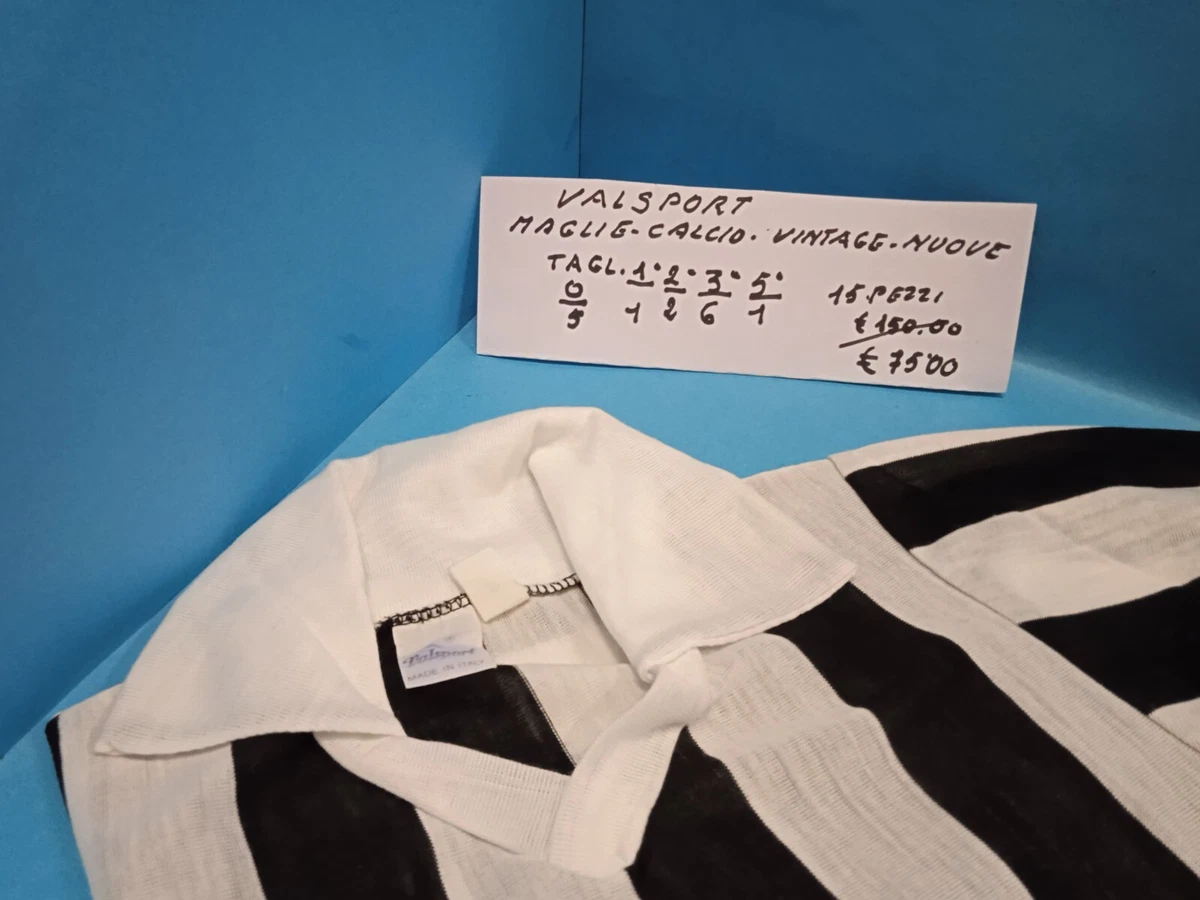 VALSPORT
MAGLIE-CALCIO. VINTAGE. NUOVE
TAGL. 1° 2° 3° 5° 15 PEZZI
0
5 1 2 6 1 € 150.00
€ 75'00
Valsport
MADE IN ITALY